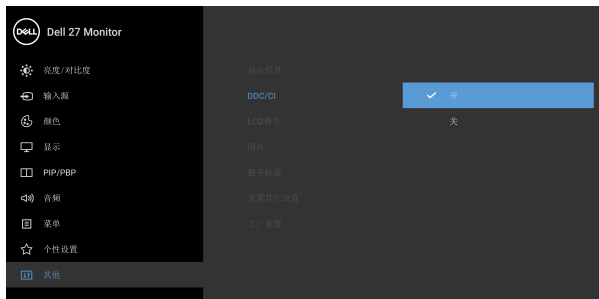 DELL Dell 27 Monitor
亮度/对比度
输入源
颜色
显示
PIP/PBP
音频
菜单
个性设置
其他
显示信息
DDC/CI
LCD调节
固件
服务标签
重置其它设置
工厂重置
开
关